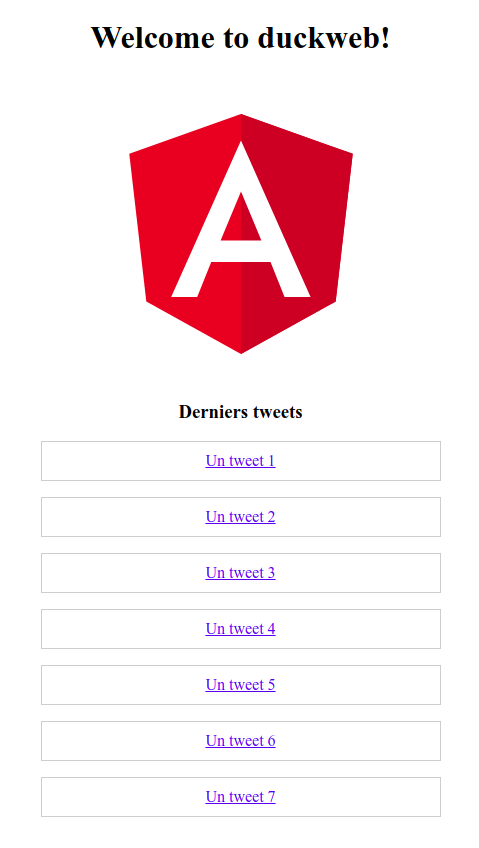 Welcome to duckweb!
A
Derniers tweets
Un tweet 1
Un tweet 2
Un tweet 3
Un tweet 4
Un tweet 5
Un tweet 6
Un tweet 7